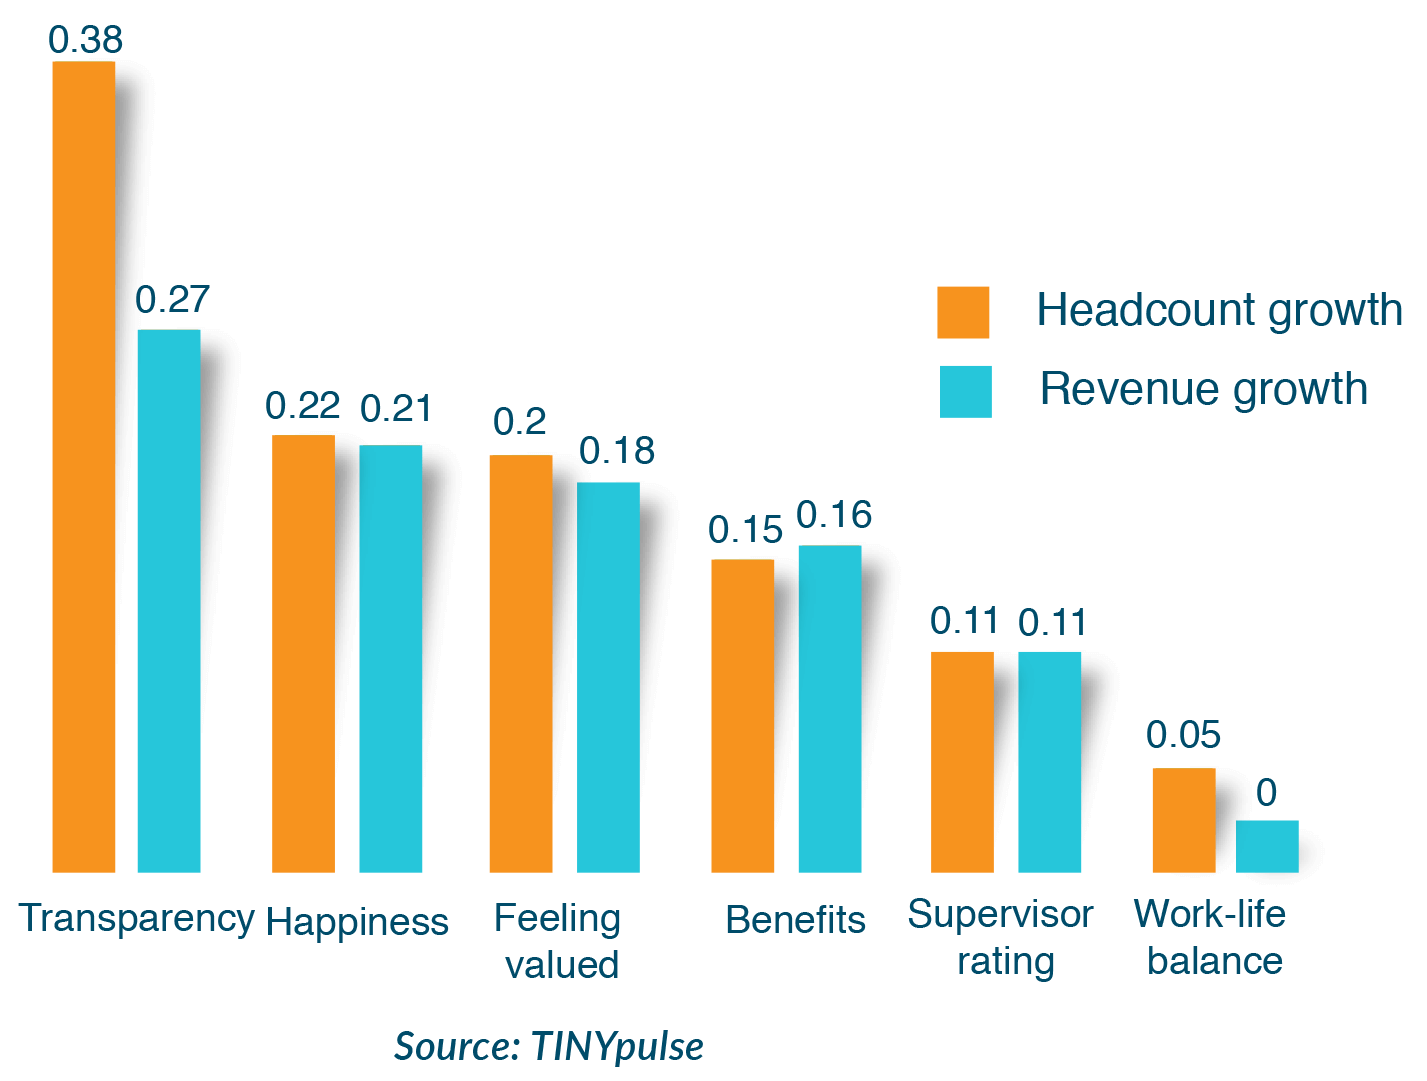 0.38
0.27
0.22
0.21
0.2
0.18
0.15
0.16
0.11
0.11
0.05
0
Headcount growth
Revenue growth
Transparency
Happiness
Feeling
valued
Benefits
Supervisor
rating
Work-life
balance
Source: TINYpulse